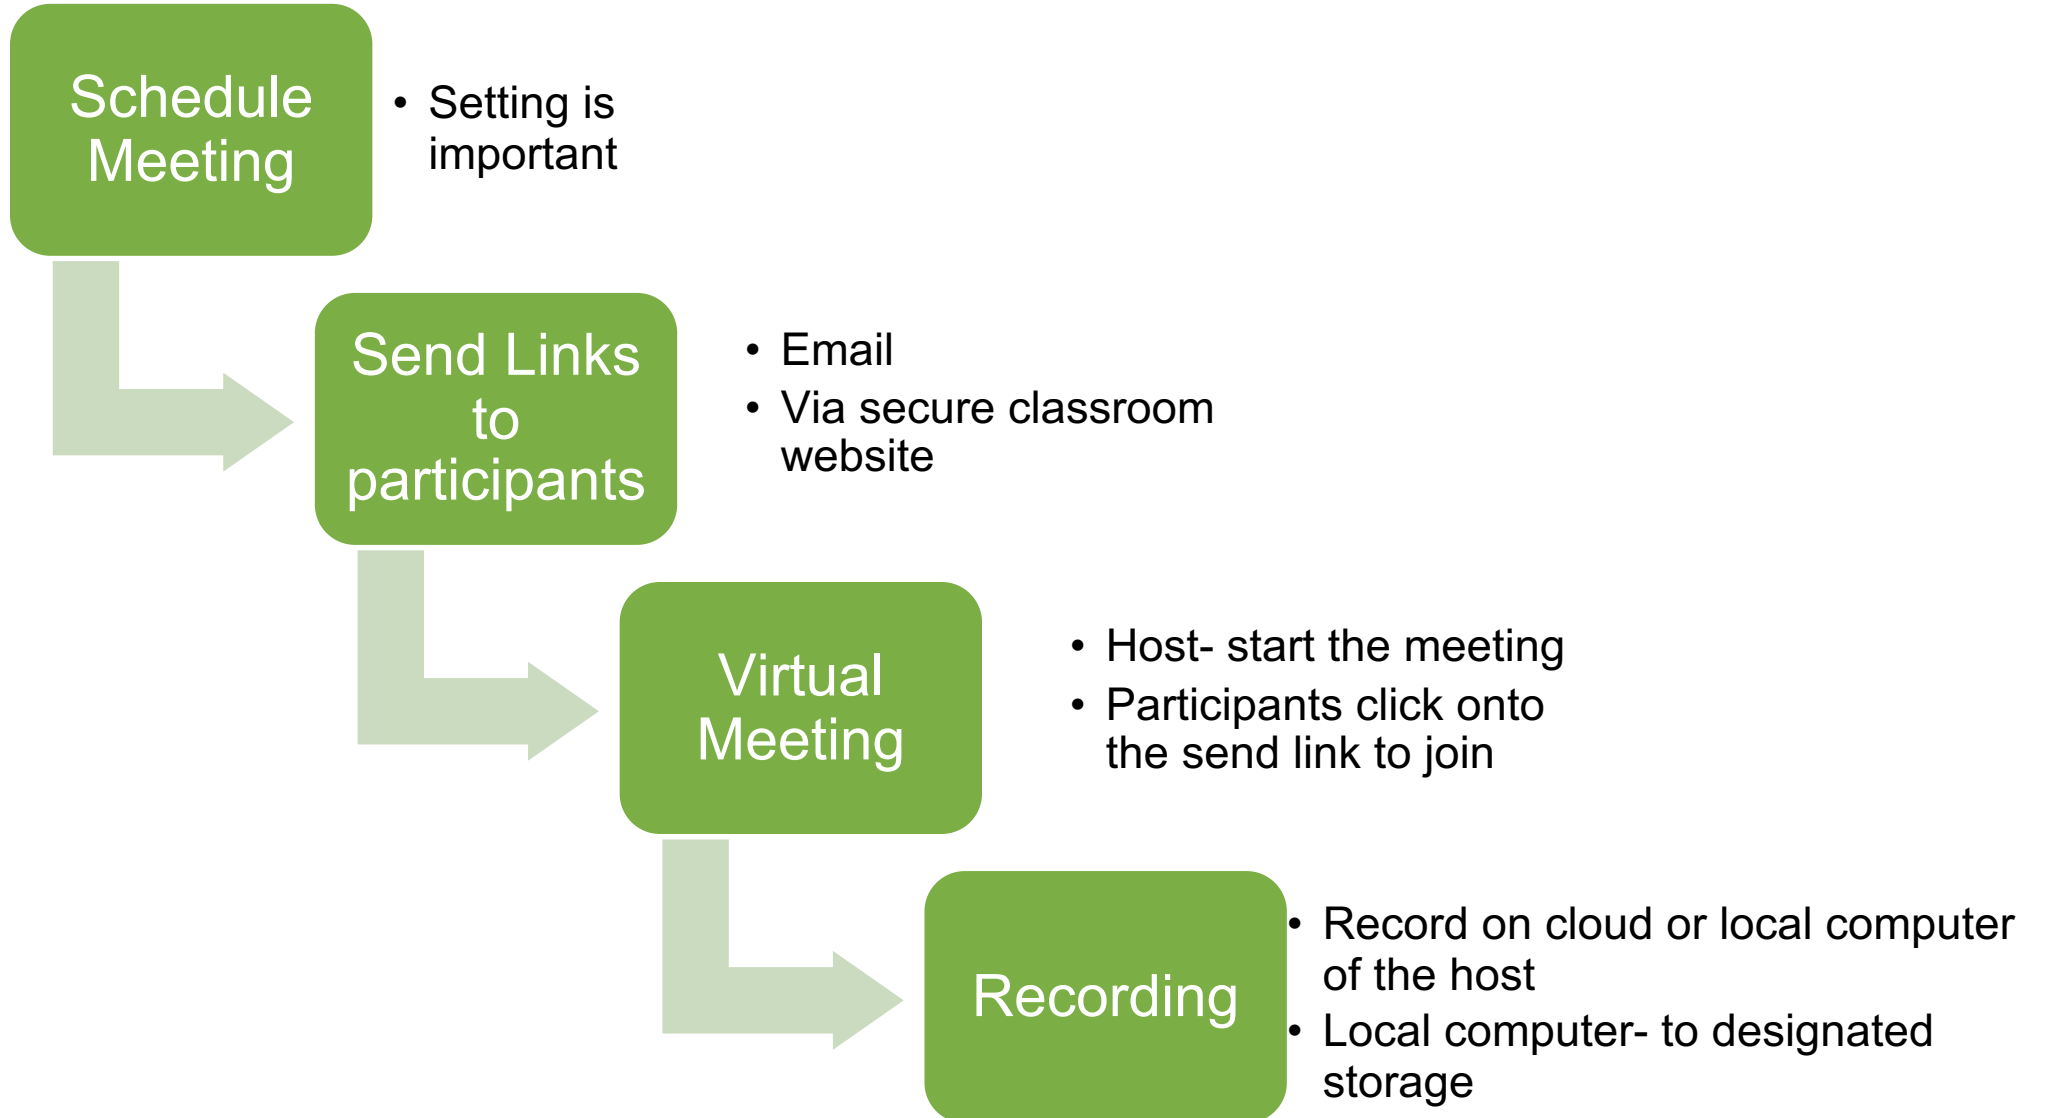 Schedule
Meeting
• Setting is
important
Send Links
to
participants
• Email
• Via secure classroom
website
Virtual
Meeting
• Host- start the meeting
• Participants click onto
the send link to join
Recording
• Record on cloud or local computer
of the host
• Local computer- to designated
storage